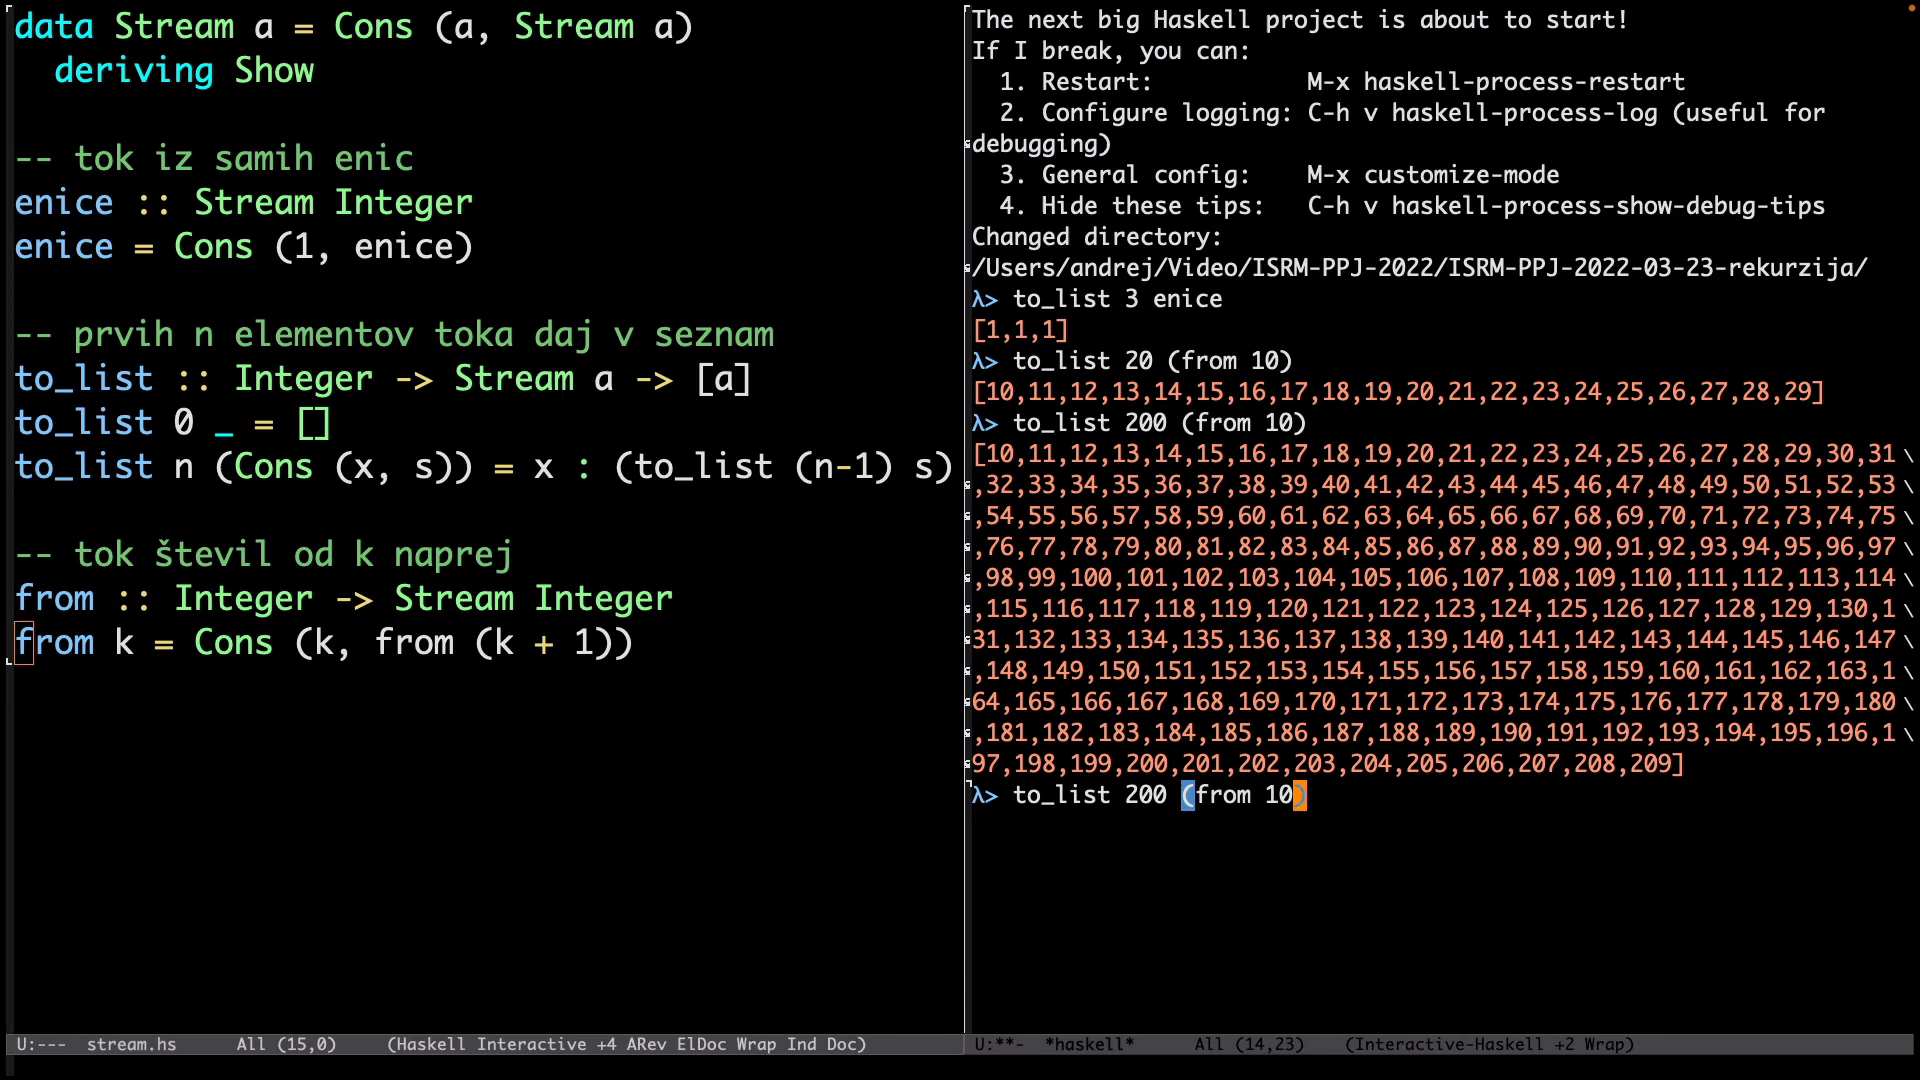 data Stream a = Cons (a, Stream a)
  deriving Show

-- tok iz samih enic
enice :: Stream Integer
enice = Cons (1, enice)

-- prvih n elementov toka daj v seznam
to_list :: Integer -> Stream a -> [a]
to_list 0 _ = []
to_list n (Cons (x, s)) = x : (to_list (n-1) s)

-- tok števil od k naprej
from :: Integer -> Stream Integer
from k = Cons (k, from (k + 1))
U:---  stream.hs      All (15,0)     (Haskell Interactive +4 ARev ElDoc Wrap Ind Doc)
The next big Haskell project is about to start!
If I break, you can:
  1. Restart:           M-x haskell-process-restart
  2. Configure logging: C-h v haskell-process-log (useful for
debugging)
  3. General config:    M-x customize-mode
  4. Hide these tips:   C-h v haskell-process-show-debug-tips
Changed directory:
/Users/andrej/Video/ISRM-PPJ-2022/ISRM-PPJ-2022-03-23-rekurzija/
λ> to_list 3 enice
[1,1,1]
λ> to_list 20 (from 10)
[10,11,12,13,14,15,16,17,18,19,20,21,22,23,24,25,26,27,28,29]
λ> to_list 200 (from 10)
[10,11,12,13,14,15,16,17,18,19,20,21,22,23,24,25,26,27,28,29,30,31\
,32,33,34,35,36,37,38,39,40,41,42,43,44,45,46,47,48,49,50,51,52,53\
,54,55,56,57,58,59,60,61,62,63,64,65,66,67,68,69,70,71,72,73,74,75\
,76,77,78,79,80,81,82,83,84,85,86,87,88,89,90,91,92,93,94,95,96,97\
,98,99,100,101,102,103,104,105,106,107,108,109,110,111,112,113,114\
,115,116,117,118,119,120,121,122,123,124,125,126,127,128,129,130,1\
31,132,133,134,135,136,137,138,139,140,141,142,143,144,145,146,147\
,148,149,150,151,152,153,154,155,156,157,158,159,160,161,162,163,1\
64,165,166,167,168,169,170,171,172,173,174,175,176,177,178,179,180\
,181,182,183,184,185,186,187,188,189,190,191,192,193,194,195,196,1\
97,198,199,200,201,202,203,204,205,206,207,208,209]
λ> to_list 200 (from 10)
U:**-  *haskell*      All (14,23)    (Interactive-Haskell +2 Wrap)